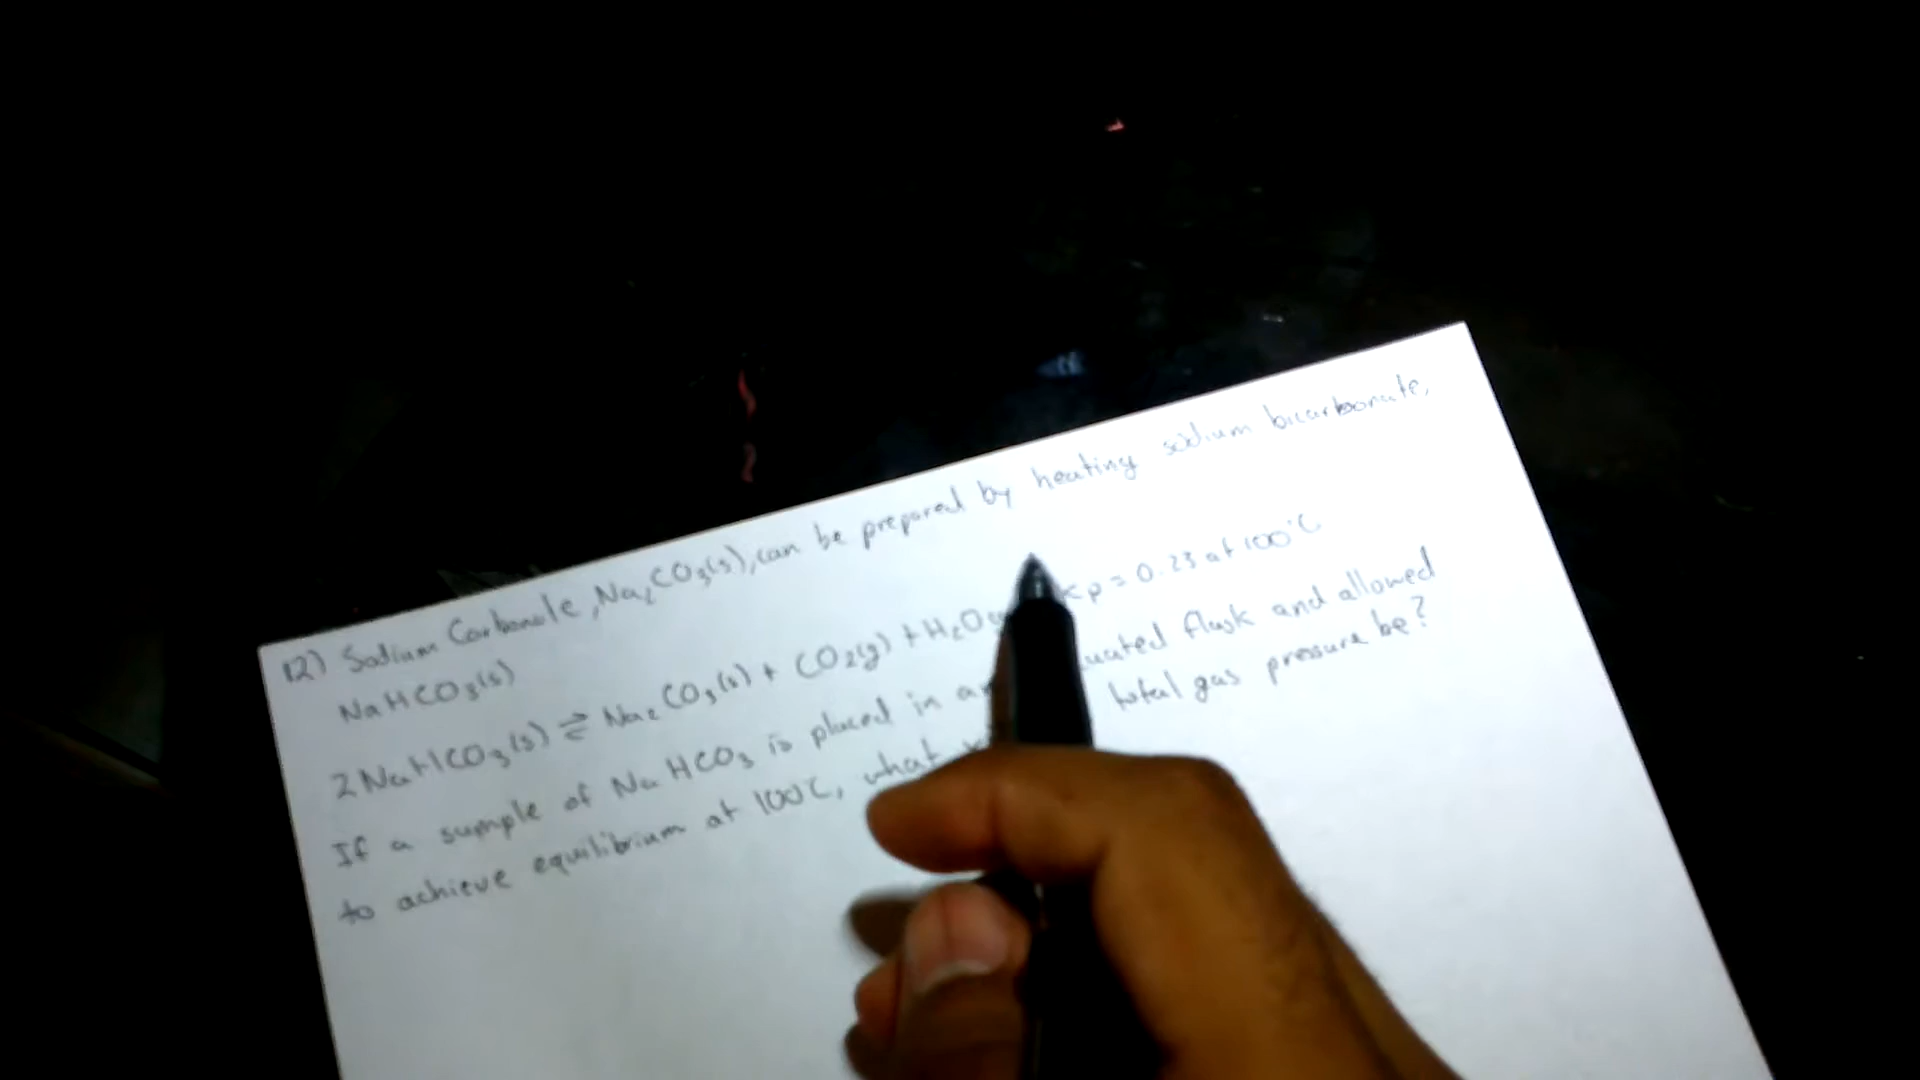 12) Sodium Carbonate, Na2CO3(s), can be prepared by heating sodium bicarbonate,
NaHCO3(s)
2NaHCO3(s) ⇌ Na2CO3(s) + CO2(g) + H2O Kp = 0.23 at 100°C
If a sample of NaHCO3 is placed in flask and allowed
to achieve equilibrium at 100°C, what total gas pressure be?